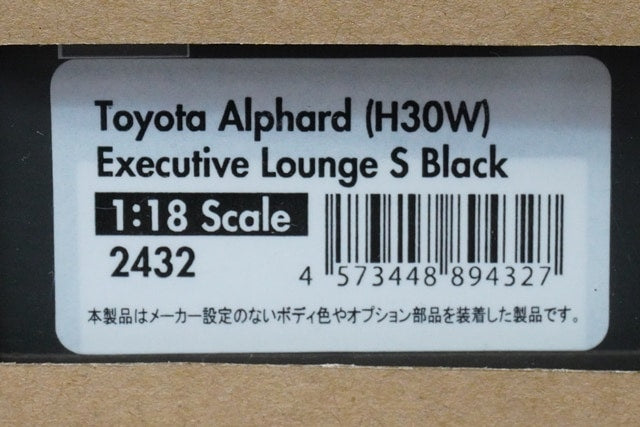 Toyota Alphard (H30W)
Executive Lounge S Black
1:18 Scale
2432
4 573448 894327
本製品はメーカー設定のないボディ色やオプション部品を装着した製品です。